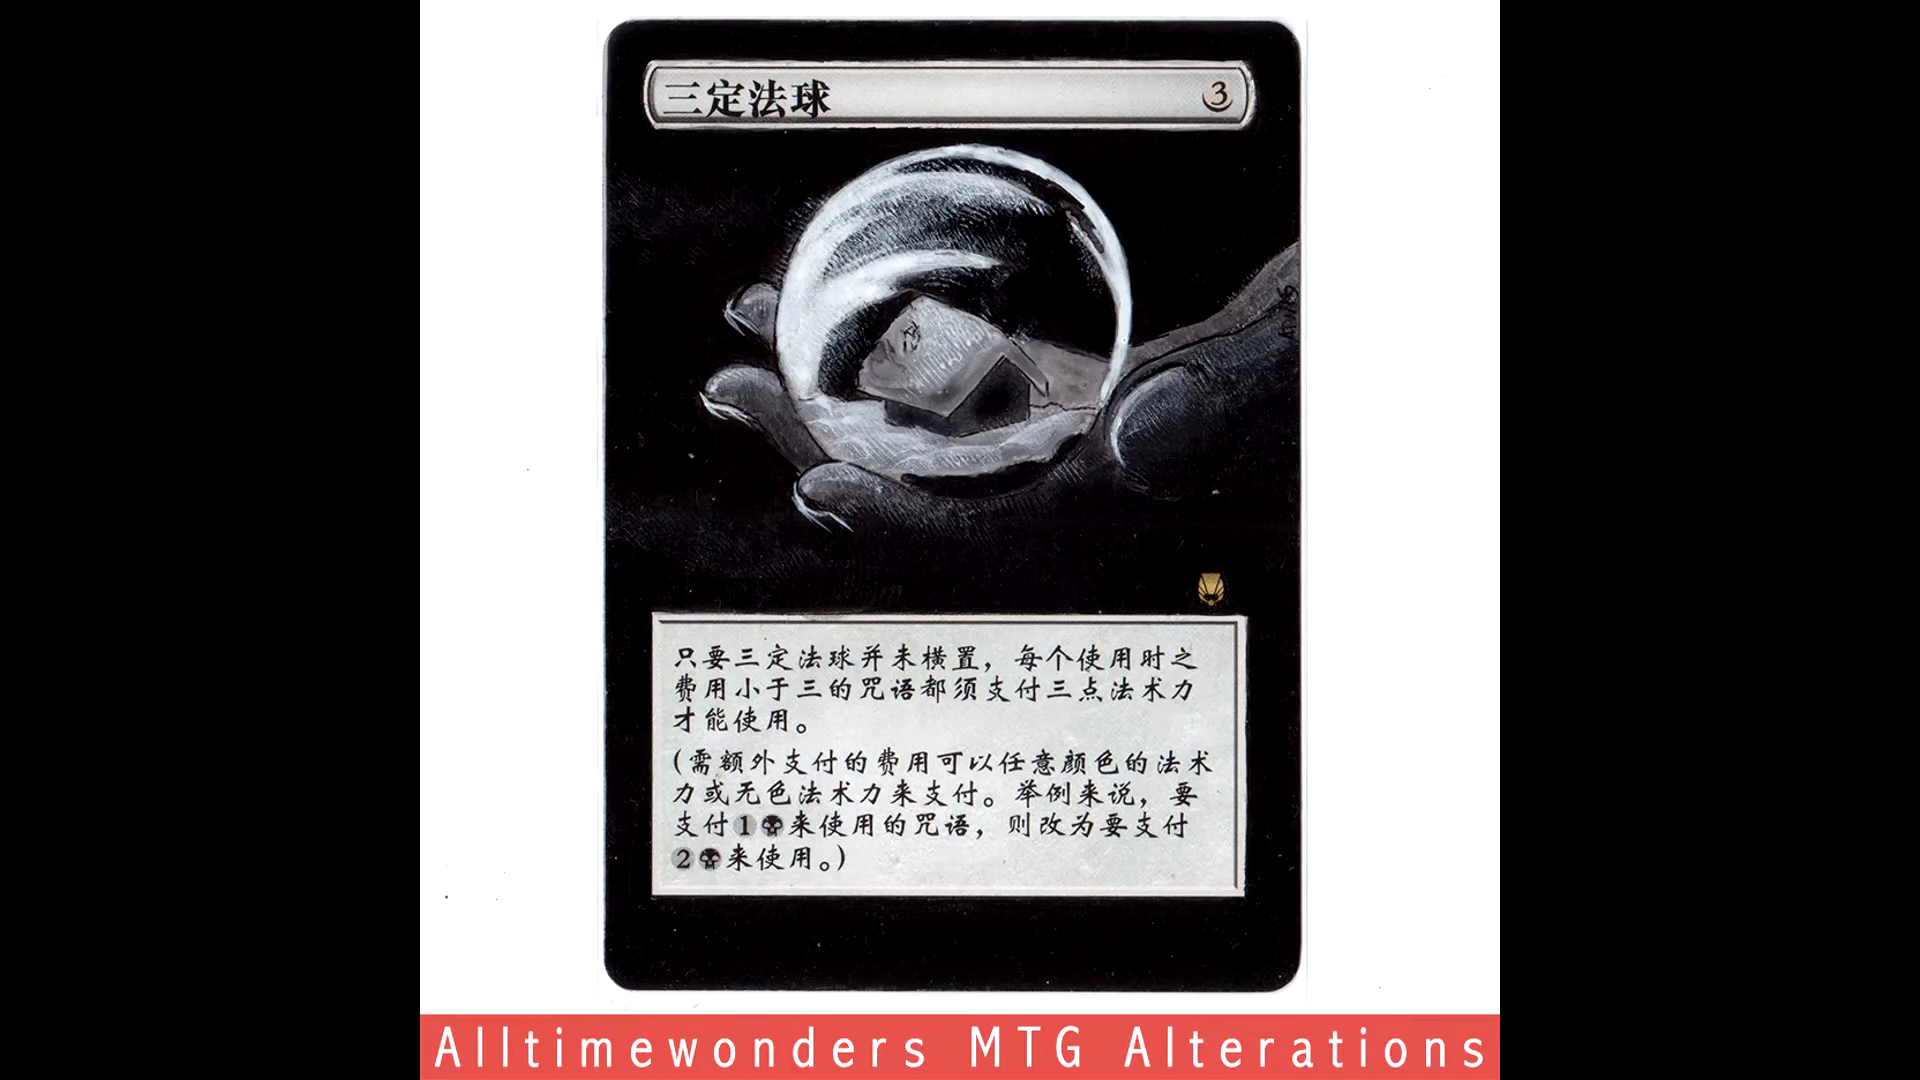 三定法球 3
只要三定法球并未横置，每个使用时之
费用小于三的咒语都须支付三点法术力
才能使用。
(需额外支付的费用可以任意颜色的法术
力或无色法术力来支付。举例来说，要
支付1来使用的咒语，则改为要支付
2来使用。)
Alltimewonders MTG Alterations